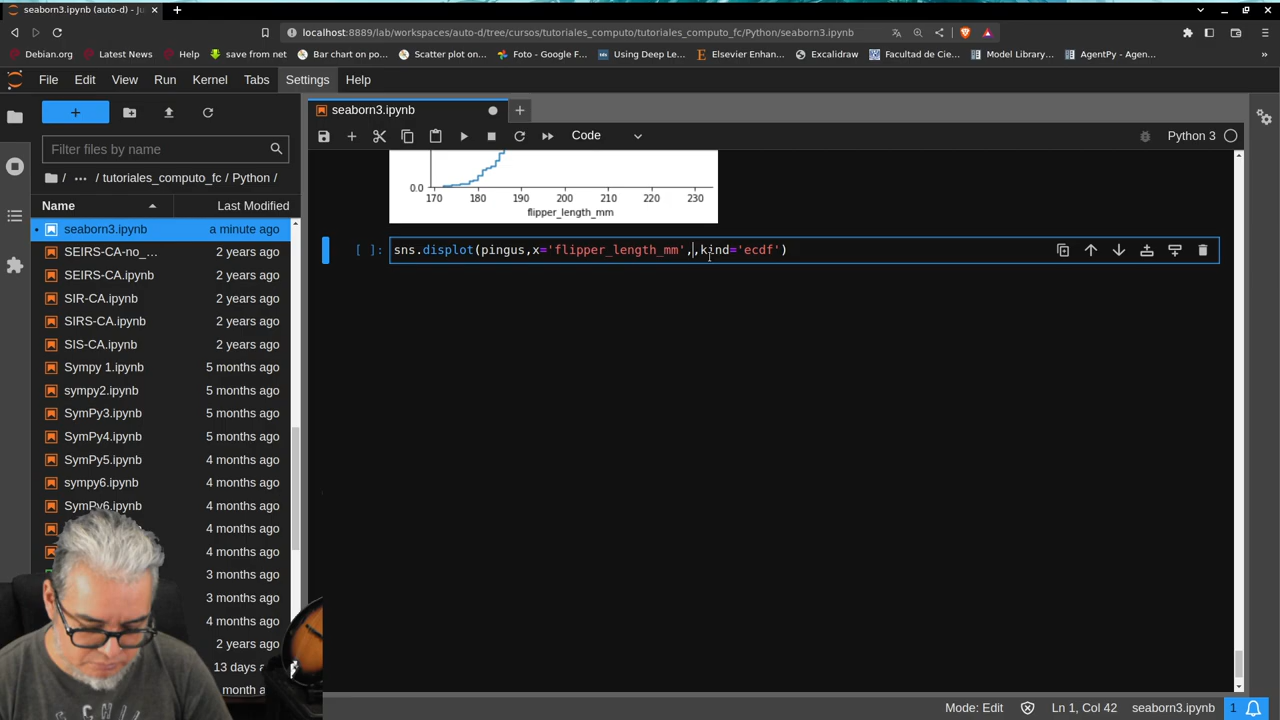 seaborn3.ipynb (auto-d) - Ju
localhost:8889/lab/workspaces/auto-d/tree/cursos/tutoriales_computo/tutoriales_computo_fc/Python/seaborn3.ipynb
Debian.org
Latest News
Help
save from net
Bar chart on po...
Scatter plot on...
Foto - Google F...
Using Deep Le...
Elsevier Enhan...
Excalidraw
Facultad de Cie...
Model Library...
AgentPy - Agen...
File Edit View Run Kernel Tabs Settings Help
seaborn3.ipynb
Filter files by name
Code
Python 3
/ ... / tutoriales_computo_fc / Python /
Name Last Modified
seaborn3.ipynb a minute ago
SEIRS-CA-no_... 2 years ago
SEIRS-CA.ipynb 2 years ago
SIR-CA.ipynb 2 years ago
SIRS-CA.ipynb 2 years ago
SIS-CA.ipynb 2 years ago
Sympy 1.ipynb 5 months ago
sympy2.ipynb 5 months ago
SymPy3.ipynb 5 months ago
SymPy4.ipynb 5 months ago
SymPy5.ipynb 4 months ago
sympy6.ipynb 4 months ago
SymPy6.ipynb 4 months ago
4 months ago
4 months ago
3 months ago
3 months ago
4 months ago
2 years ago
13 days a
month a
0.0
170 180 190 200 210 220 230
flipper_length_mm
[ ]: sns.displot(pingus,x='flipper_length_mm',,kind='ecdf')
Mode: Edit
Ln 1, Col 42
seaborn3.ipynb
1